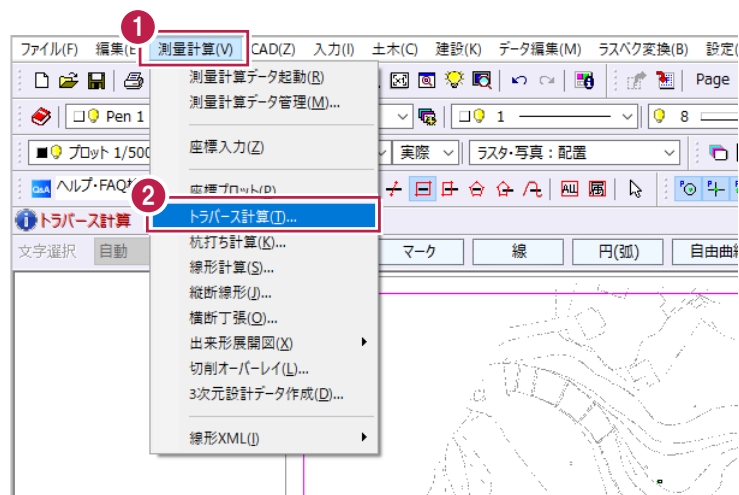 1
ファイル(F) 編集(E 測量計算(V) CAD(Z) 入力(I) 土木(C) 建設(K) データ編集(M) ラスベク変換(B) 設定(
Page
Pen 1 1 8
プロット 1/500 実際 ラスタ・写真：配置
Q&A ヘルプ・FAQ
トラバース計算
文字選択 自動 マーク 線 円(弧) 自由曲線
測量計算データ起動(R)
測量計算データ管理(M)...
座標入力(Z)
座標プロット(P)
2
トラバース計算(T)...
杭打ち計算(K)...
線形計算(S)...
縦断線形(J)...
横断丁張(O)...
出来形展開図(X)
切削オーバーレイ(L)...
3次元設計データ作成(D)...
線形XML(I)